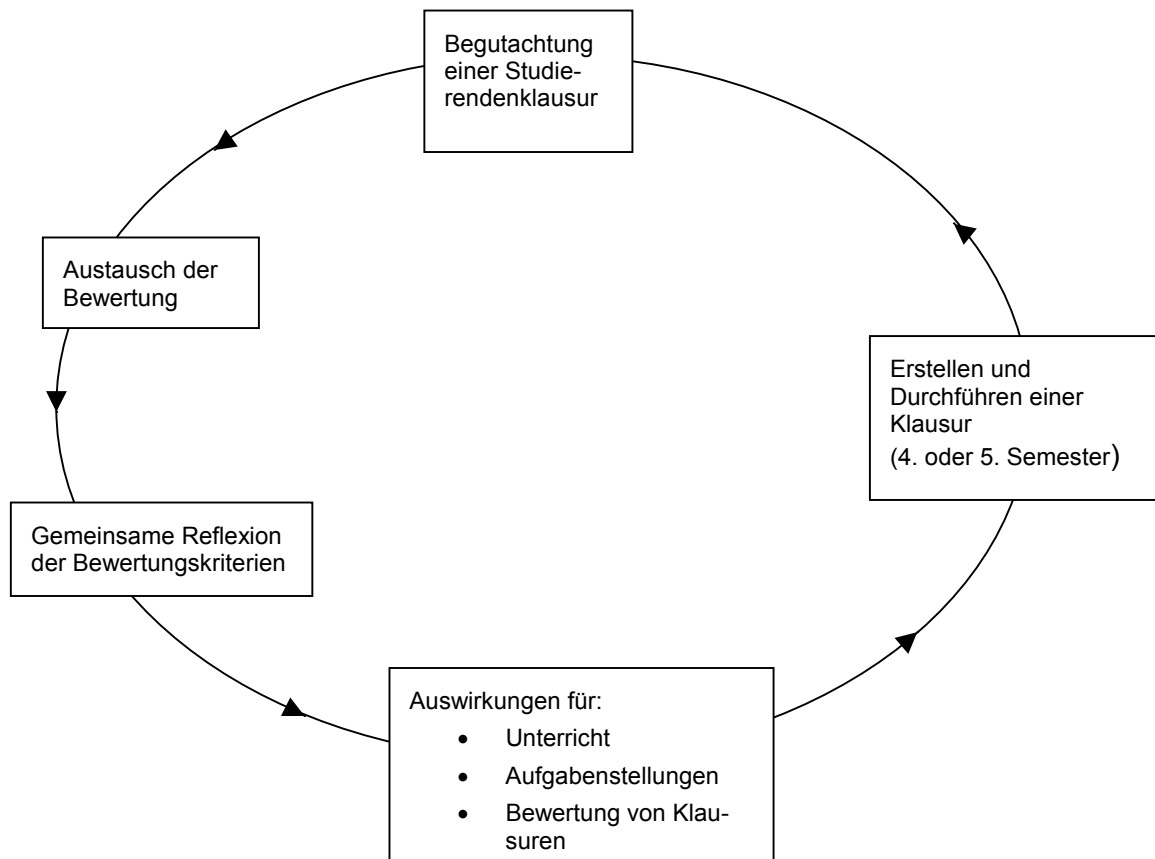 Begutachtung
einer Studie-
rendenklausur
Austausch der
Bewertung
Erstellen und
Durchführen einer
Klausur
(4. oder 5. Semester)
Gemeinsame Reflexion
der Bewertungskriterien
Auswirkungen für:
• Unterricht
• Aufgabenstellungen
• Bewertung von Klau-
suren